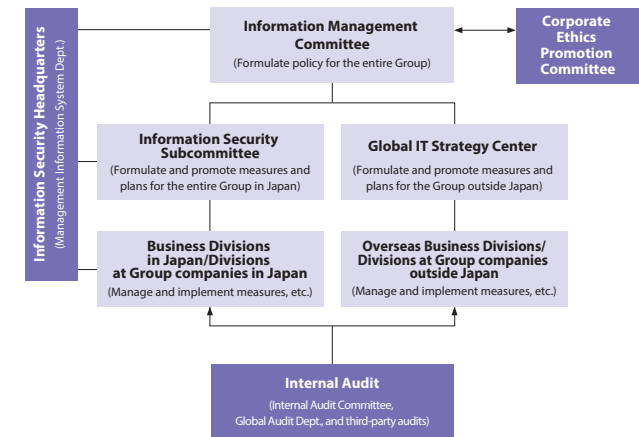 Information Security Headquarters
(Management Information System Dept.)
Information Management
Committee
(Formulate policy for the entire Group)
Corporate
Ethics
Promotion
Committee
Information Security
Subcommittee
(Formulate and promote measures and
plans for the entire Group in Japan)
Global IT Strategy Center
(Formulate and promote measures and
plans for the Group outside Japan)
Business Divisions
in Japan/Divisions
at Group companies in Japan
(Manage and implement measures, etc.)
Overseas Business Divisions/
Divisions at Group companies
outside Japan
(Manage and implement measures, etc.)
Internal Audit
(Internal Audit Committee,
Global Audit Dept., and third-party audits)